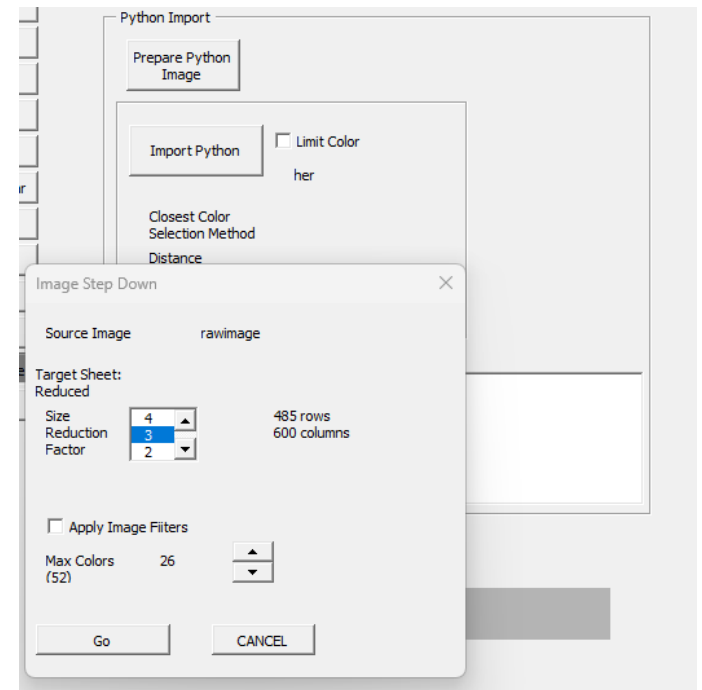 Python Import
Prepare Python
Image
Import Python
Limit Color
her
ar
Closest Color
Selection Method
Distance
Image Step Down
Source Image rawimage
e
Target Sheet:
Reduced
Size
Reduction
Factor
4
3
2
485 rows
600 columns
Apply Image Fiiters
Max Colors 26
(52)
Go CANCEL